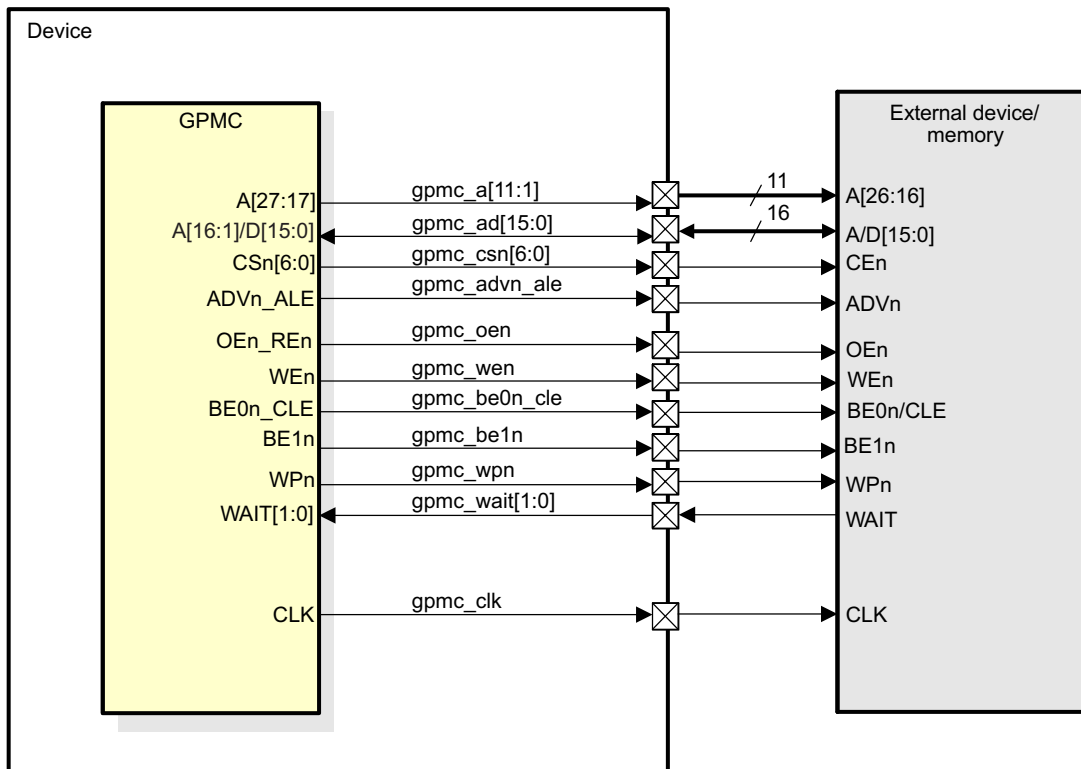 Device
GPMC
External device/
memory
A[27:17] gpmc_a[11:1] 11 A[26:16]
A[16:1]/D[15:0] gpmc_ad[15:0] 16 A/D[15:0]
CSn[6:0] gpmc_csn[6:0] CEn
ADVn_ALE gpmc_advn_ale ADVn
OEn_REn gpmc_oen OEn
WEn gpmc_wen WEn
BE0n_CLE gpmc_be0n_cle BE0n/CLE
BE1n gpmc_be1n BE1n
WPn gpmc_wpn WPn
WAIT[1:0] gpmc_wait[1:0] WAIT
CLK gpmc_clk CLK